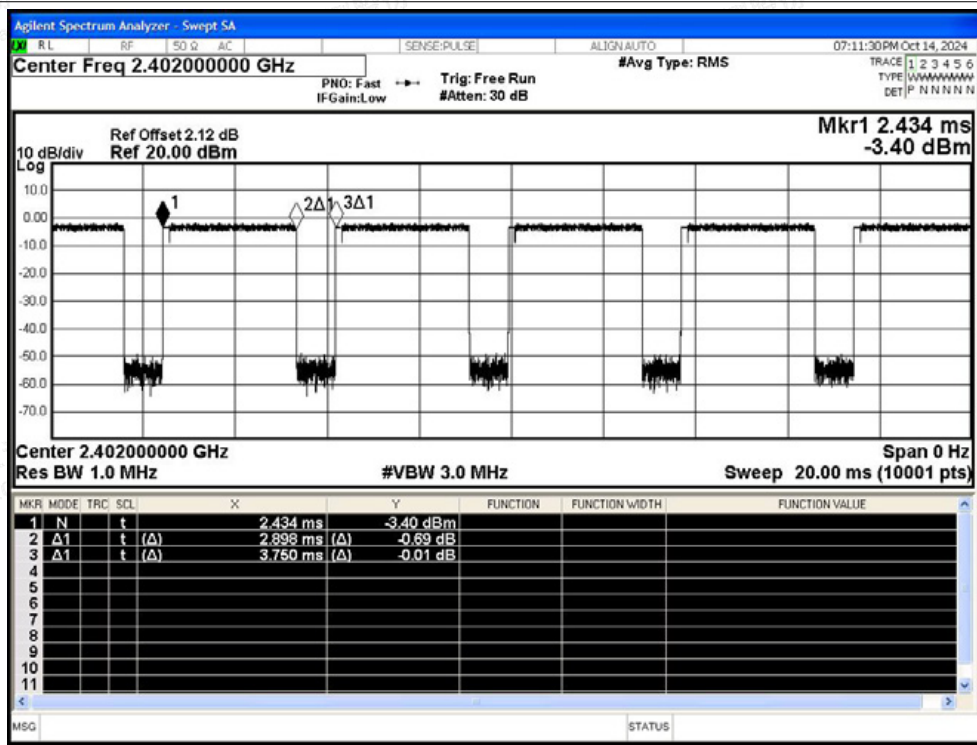 Agilent Spectrum Analyzer - Swept SA
RL RF 50 Ω AC SENSE:PULSE ALIGN AUTO 07:11:30 PM Oct 14, 2024
Center Freq 2.402000000 GHz #Avg Type: RMS TRACE 1 2 3 4 5 6
PNO: Fast Trig: Free Run TYPE WWWWWW
IFGain:Low #Atten: 30 dB DET P N N N N N
Mkr1 2.434 ms
Ref Offset 2.12 dB
10 dB/div Ref 20.00 dBm -3.40 dBm
Log
10.0
1 2Δ1 3Δ1
0.00
-10.0
-20.0
-30.0
-40.0
-50.0
-60.0
-70.0
Center 2.402000000 GHz Span 0 Hz
Res BW 1.0 MHz #VBW 3.0 MHz Sweep 20.00 ms (10001 pts)
MKR MODE TRC SCL X Y FUNCTION FUNCTION WIDTH FUNCTION VALUE
1 N t 2.434 ms -3.40 dBm
2 Δ1 t (Δ) 2.898 ms (Δ) -0.69 dB
3 Δ1 t (Δ) 3.750 ms (Δ) -0.01 dB
4
5
6
7
8
9
10
11
MSG STATUS